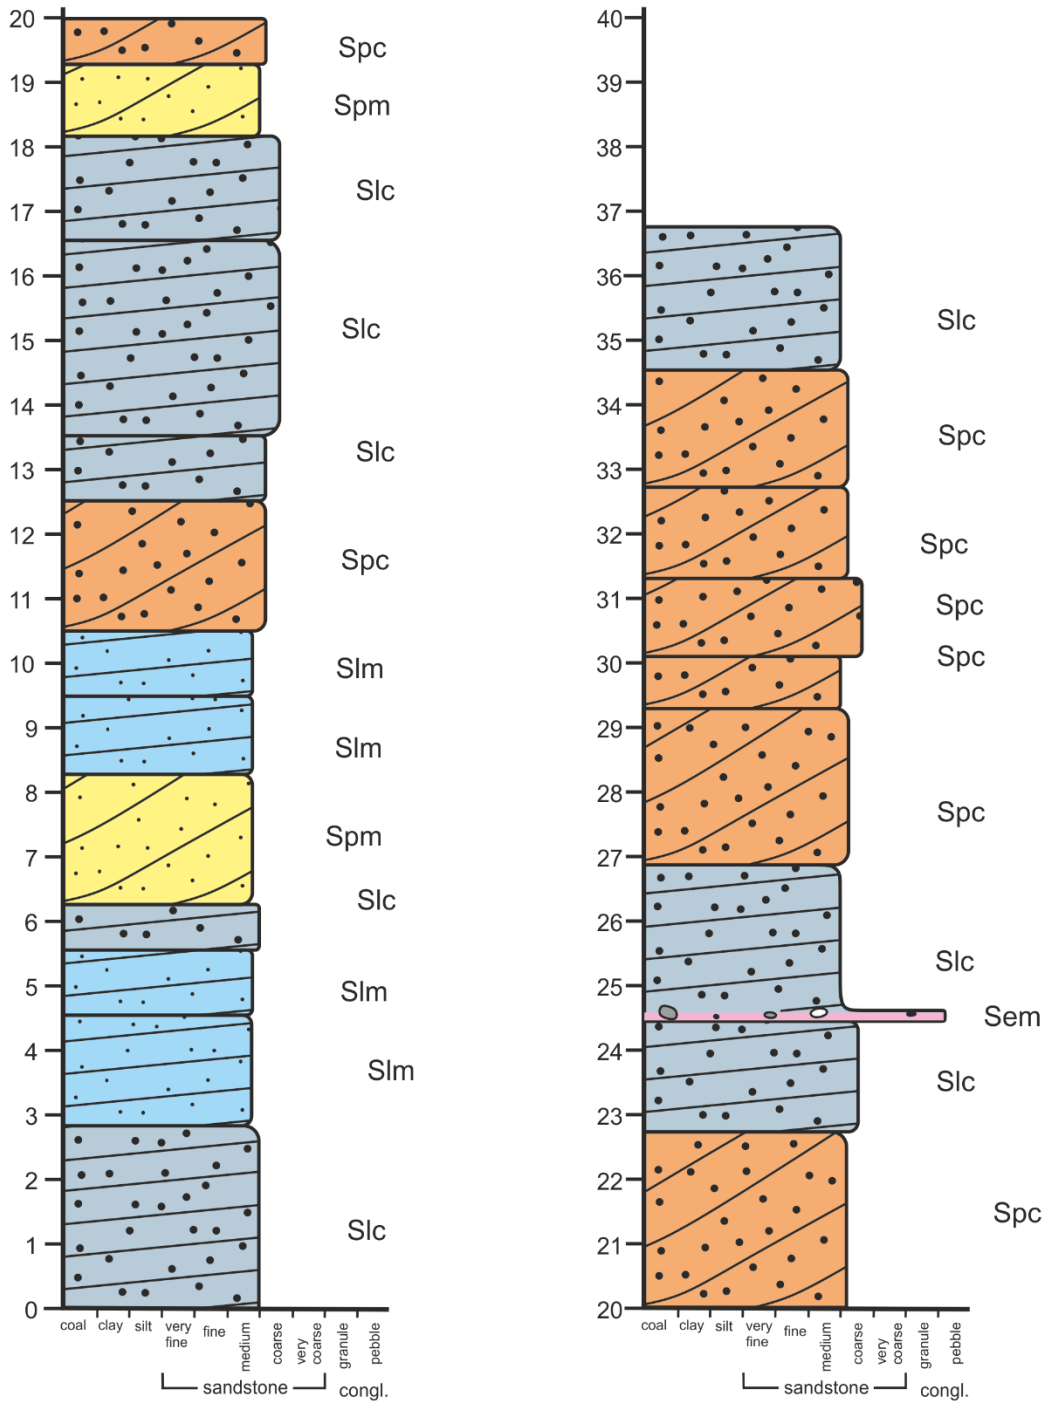 20
19
18
17
16
15
14
13
12
11
10
9
8
7
6
5
4
3
2
1
0
Spc
Spm
Slc
Slc
Slc
Spc
Slm
Slm
Spm
Slc
Slm
Slm
Slc
coal
clay
silt
very
fine
fine
medium
coarse
very
coarse
granule
pebble
sandstone
congl.
40
39
38
37
36
35
34
33
32
31
30
29
28
27
26
25
24
23
22
21
20
Slc
Spc
Spc
Spc
Spc
Spc
Slc
Sem
Slc
Spc
coal
clay
silt
very
fine
fine
medium
coarse
very
coarse
granule
pebble
sandstone
congl.